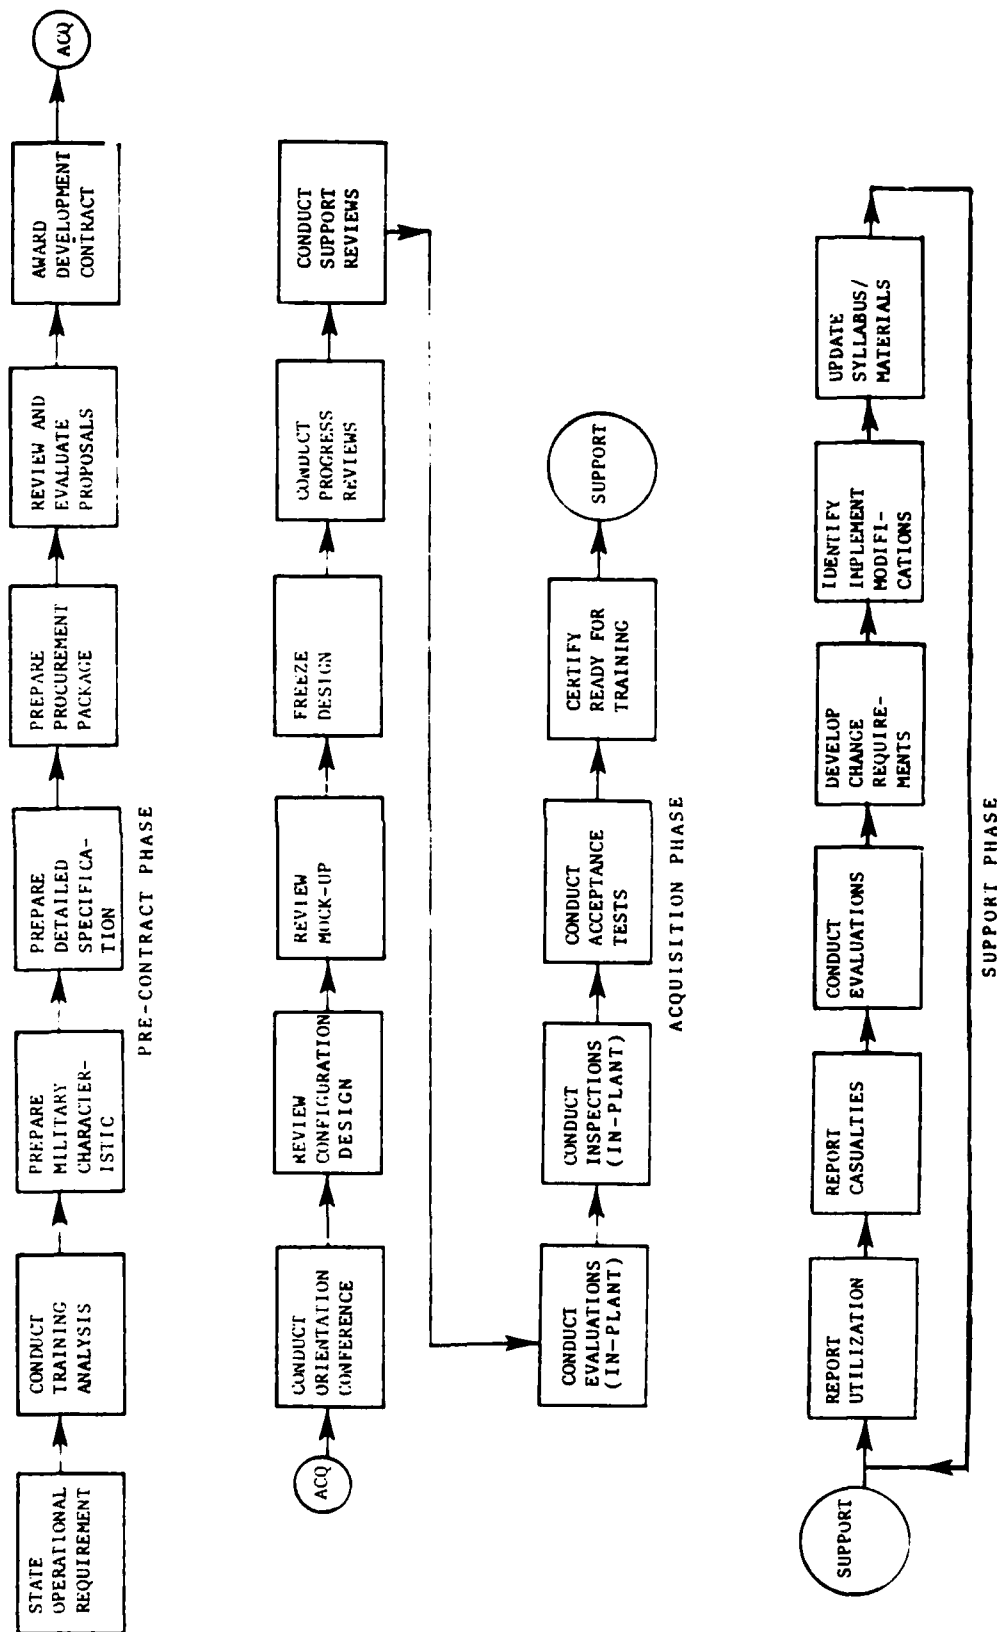 STATE
OPERATIONAL
REQUIREMENT
CONDUCT
TRAINING
ANALYSIS
PREPARE
MILITARY
CHARACTER-
ISTIC
PREPARE
DETAILED
SPECIFICA-
TION
PREPARE
PROCUREMENT
PACKAGE
REVIEW AND
EVALUATE
PROPOSALS
AWARD
DEVELOPMENT
CONTRACT
ACQ
PRE-CONTRACT PHASE
ACQ
CONDUCT
ORIENTATION
CONFERENCE
REVIEW
CONFIGURATION
DESIGN
REVIEW
MOCK-UP
FREEZE
DESIGN
CONDUCT
PROGRESS
REVIEWS
CONDUCT
SUPPORT
REVIEWS
CONDUCT
EVALUATIONS
(IN-PLANT)
CONDUCT
INSPECTIONS
(IN-PLANT)
CONDUCT
ACCEPTANCE
TESTS
CERTIFY
READY FOR
TRAINING
SUPPORT
ACQUISITION PHASE
SUPPORT
REPORT
UTILIZATION
REPORT
CASUALTIES
CONDUCT
EVALUATIONS
DEVELOP
CHANGE
REQUIRE-
MENTS
IDENTIFY
IMPLEMENT
MODIFI-
CATIONS
UPDATE
SYLLABUS/
MATERIALS
SUPPORT PHASE